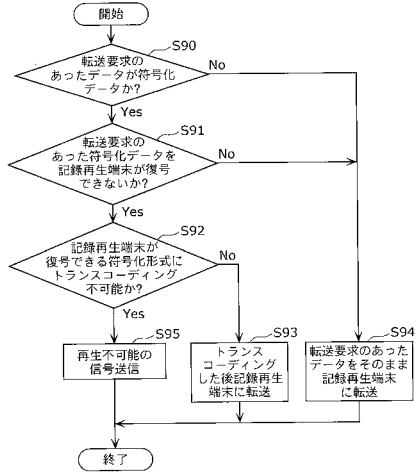 開始
S90
転送要求の
あったデータが符号化
データか?
No
Yes
S91
転送要求の
あった符号化データを
記録再生端末が復号
できないか?
No
Yes
S92
記録再生端末が
復号できる符号化形式に
トランスコーディング
不可能か?
No
Yes
S95
再生不可能の
信号送信
S93
トランス
コーディング
した後記録再生
端末に転送
S94
転送要求のあった
データをそのまま
記録再生端末
に転送
終了